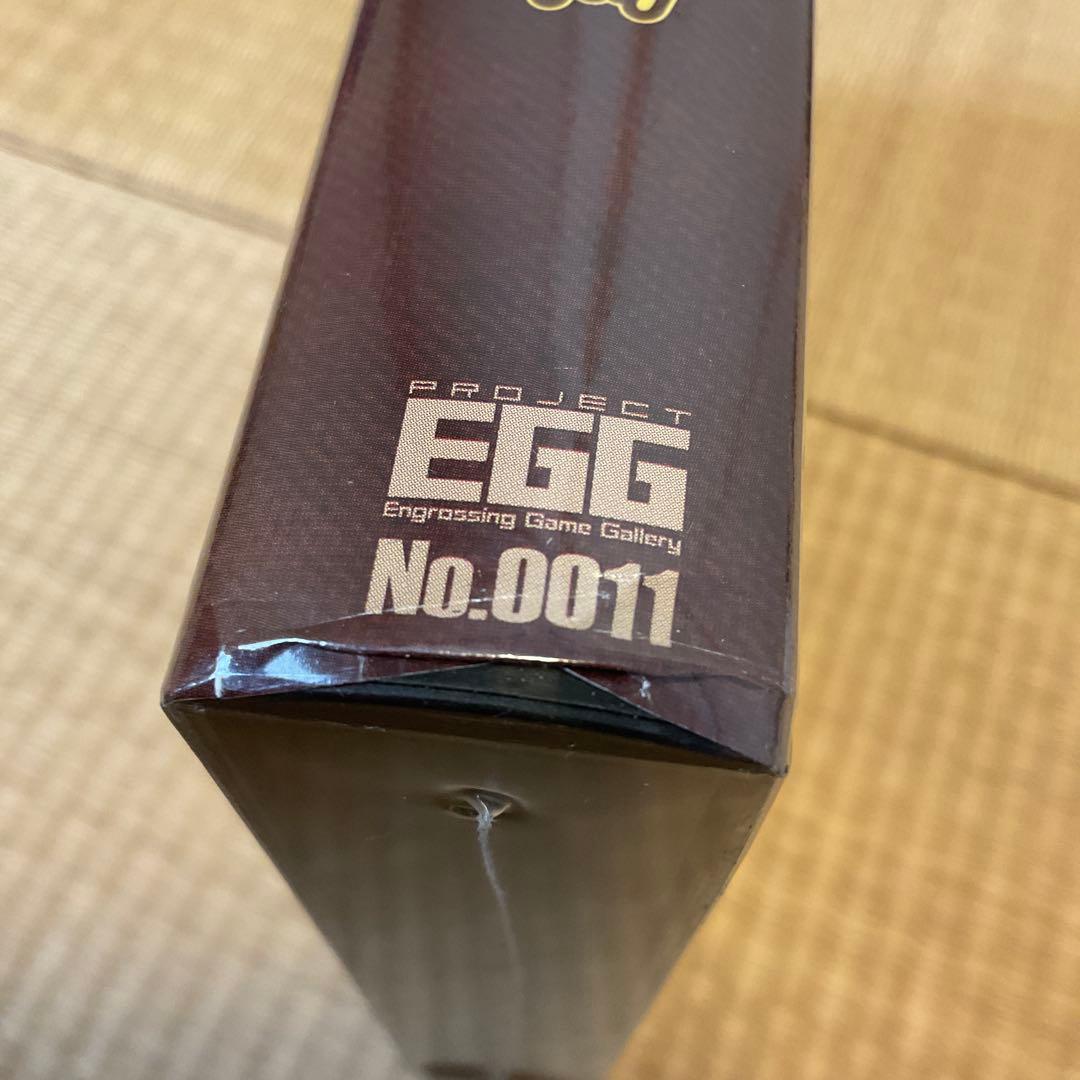 PROJECT
EGG
Engrossing Game Gallery
No.0011